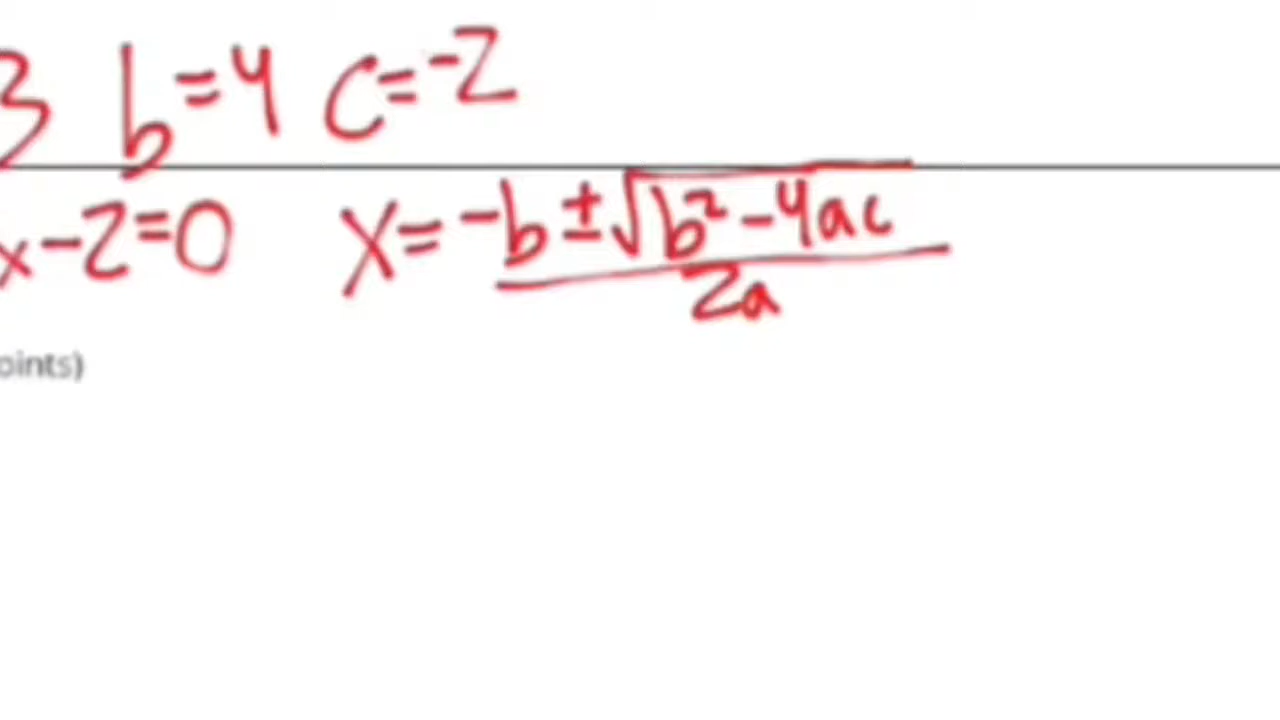 3 b=4 c=-2
x-2=0 x= -b±√b²-4ac
2a
oints)